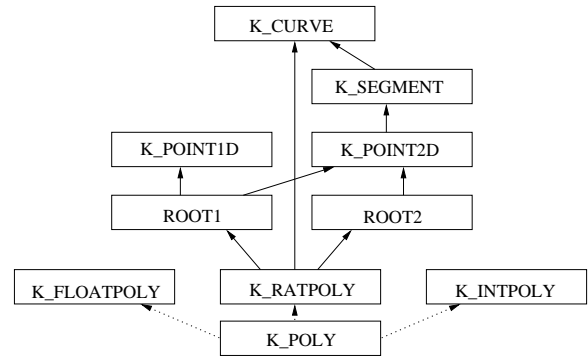 K_CURVE
K_SEGMENT
K_POINT1D
K_POINT2D
ROOT1
ROOT2
K_FLOATPOLY
K_RATPOLY
K_INTPOLY
K_POLY